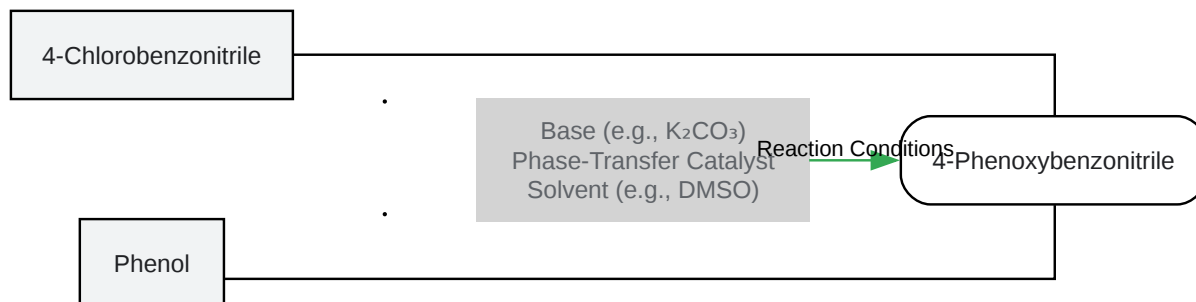 4-Chlorobenzonitrile
Base (e.g., K₂CO₃)
Phase-Transfer Catalyst
Solvent (e.g., DMSO)
Reaction Conditions
4-Phenoxybenzonitrile
Phenol